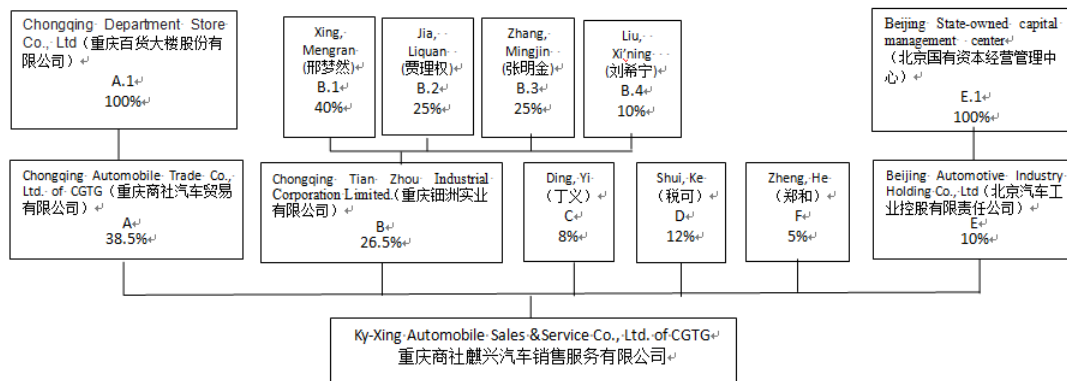 Chongqing Department Store
Co., Ltd (重庆百货大楼股份有
限公司)
A.1
100%
Xing,
Mengran
(邢梦然)
B.1
40%
Jia,
Liquan
(贾理权)
B.2
25%
Zhang,
Mingjin
(张明金)
B.3
25%
Liu,
Xi'ning
(刘希宁)
B.4
10%
Beijing State-owned capital
management center
（北京国有资本经营管理中
心）
E.1
100%
Chongqing Automobile Trade Co.,
Ltd. of CGTG（重庆商社汽车贸易
有限公司）
A
38.5%
Chongqing Tian Zhou Industrial
Corporation Limited.(重庆钿洲实业
有限公司)
B
26.5%
Ding, Yi
（丁义）
C
8%
Shui, Ke
（税可）
D
12%
Zheng, He
（郑和）
F
5%
Beijing Automotive Industry
Holding Co., Ltd（北京汽车工
业控股有限责任公司）
E
10%
Ky-Xing Automobile Sales &Service Co., Ltd. of CGTG
重庆商社麒兴汽车销售服务有限公司